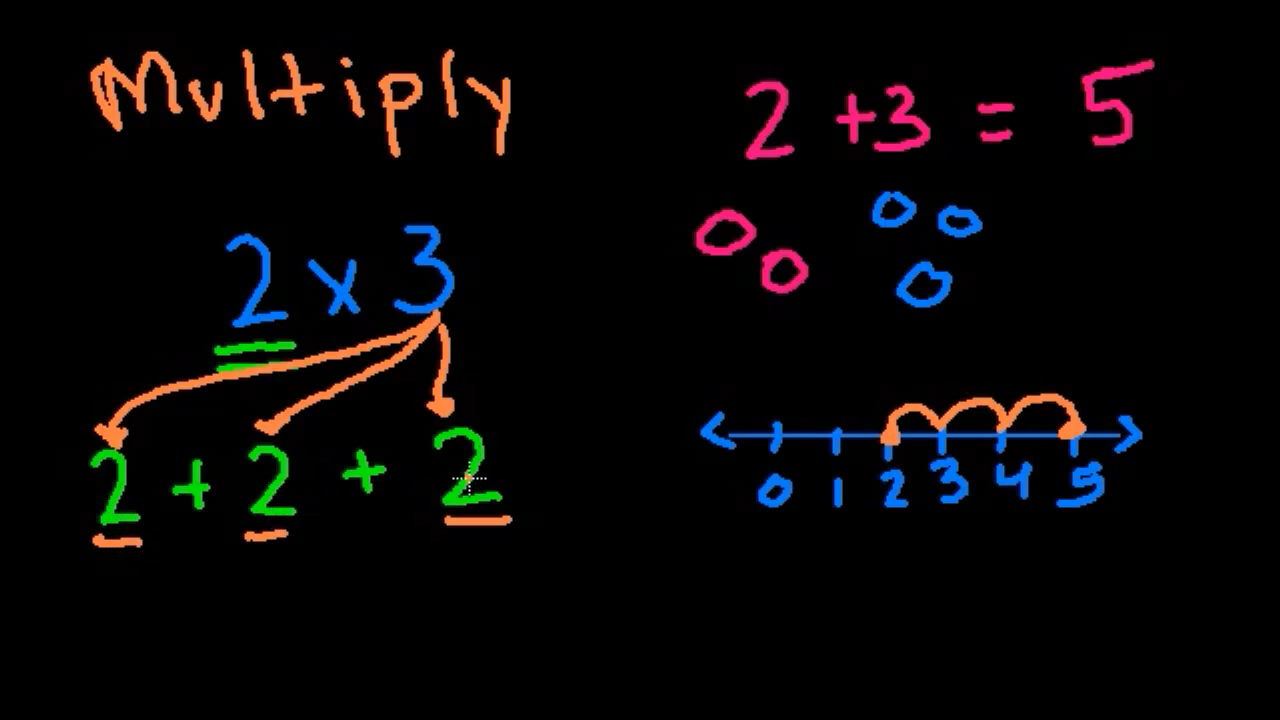 Multiply
2 x 3
2 + 2 + 2
2 + 3 = 5
0 1 2 3 4 5